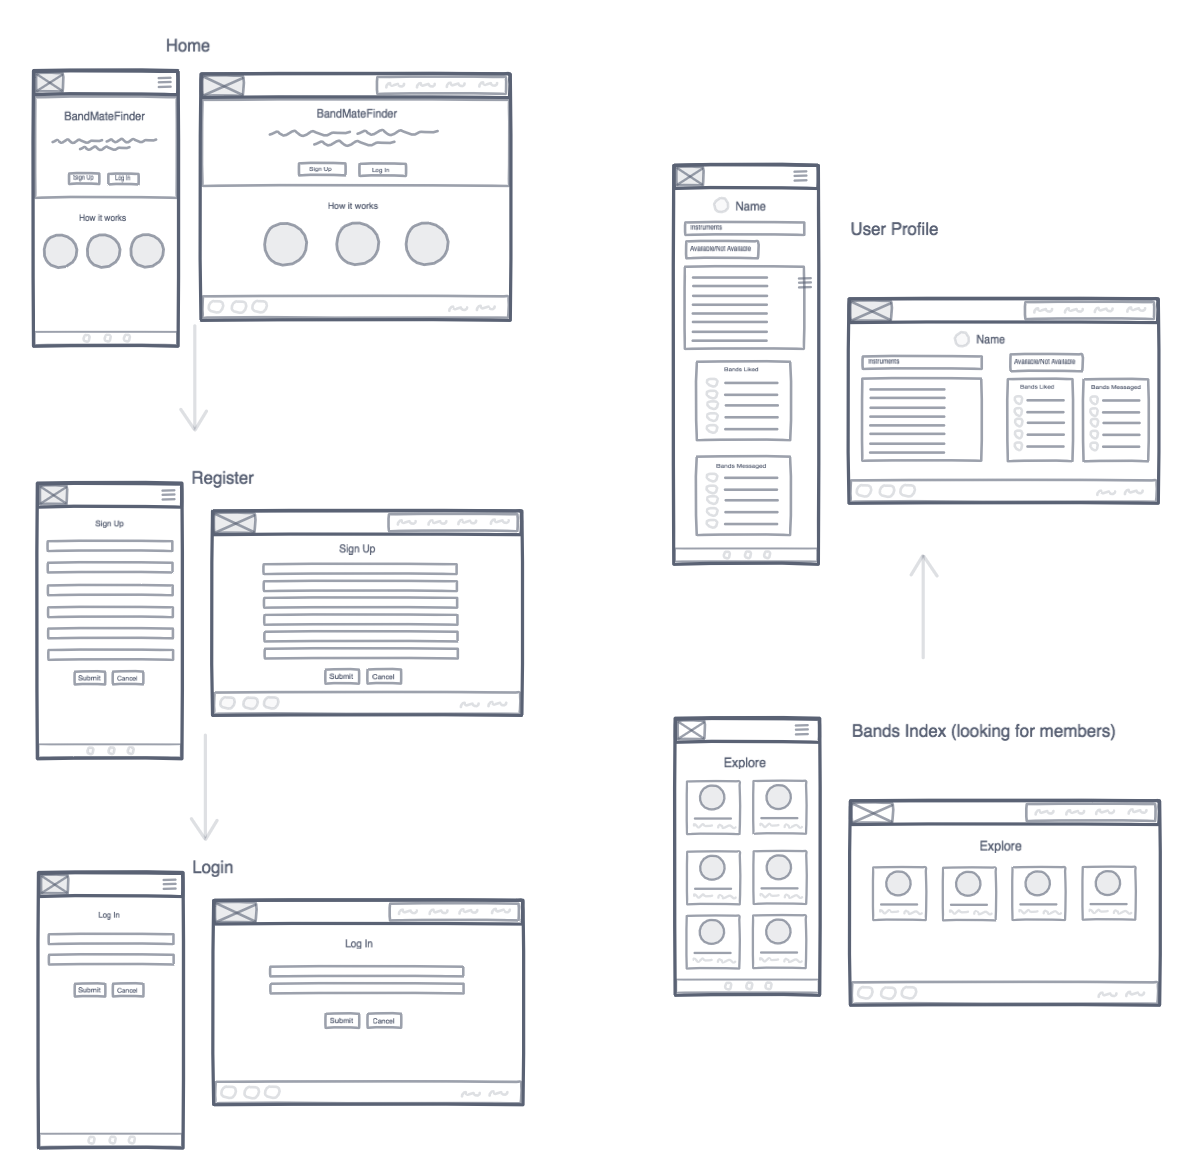 Home
BandMateFinder
Sign Up
Log In
How it works
BandMateFinder
Sign Up
Log In
How it works
Register
Sign Up
Submit
Cancel
Sign Up
Submit
Cancel
Login
Log In
Submit
Cancel
Log In
Submit
Cancel
Name
Instruments
Available/Not Available
Bands Liked
Bands Messaged
User Profile
Name
Instruments
Available/Not Available
Bands Liked
Bands Messaged
Bands Index (looking for members)
Explore
Explore